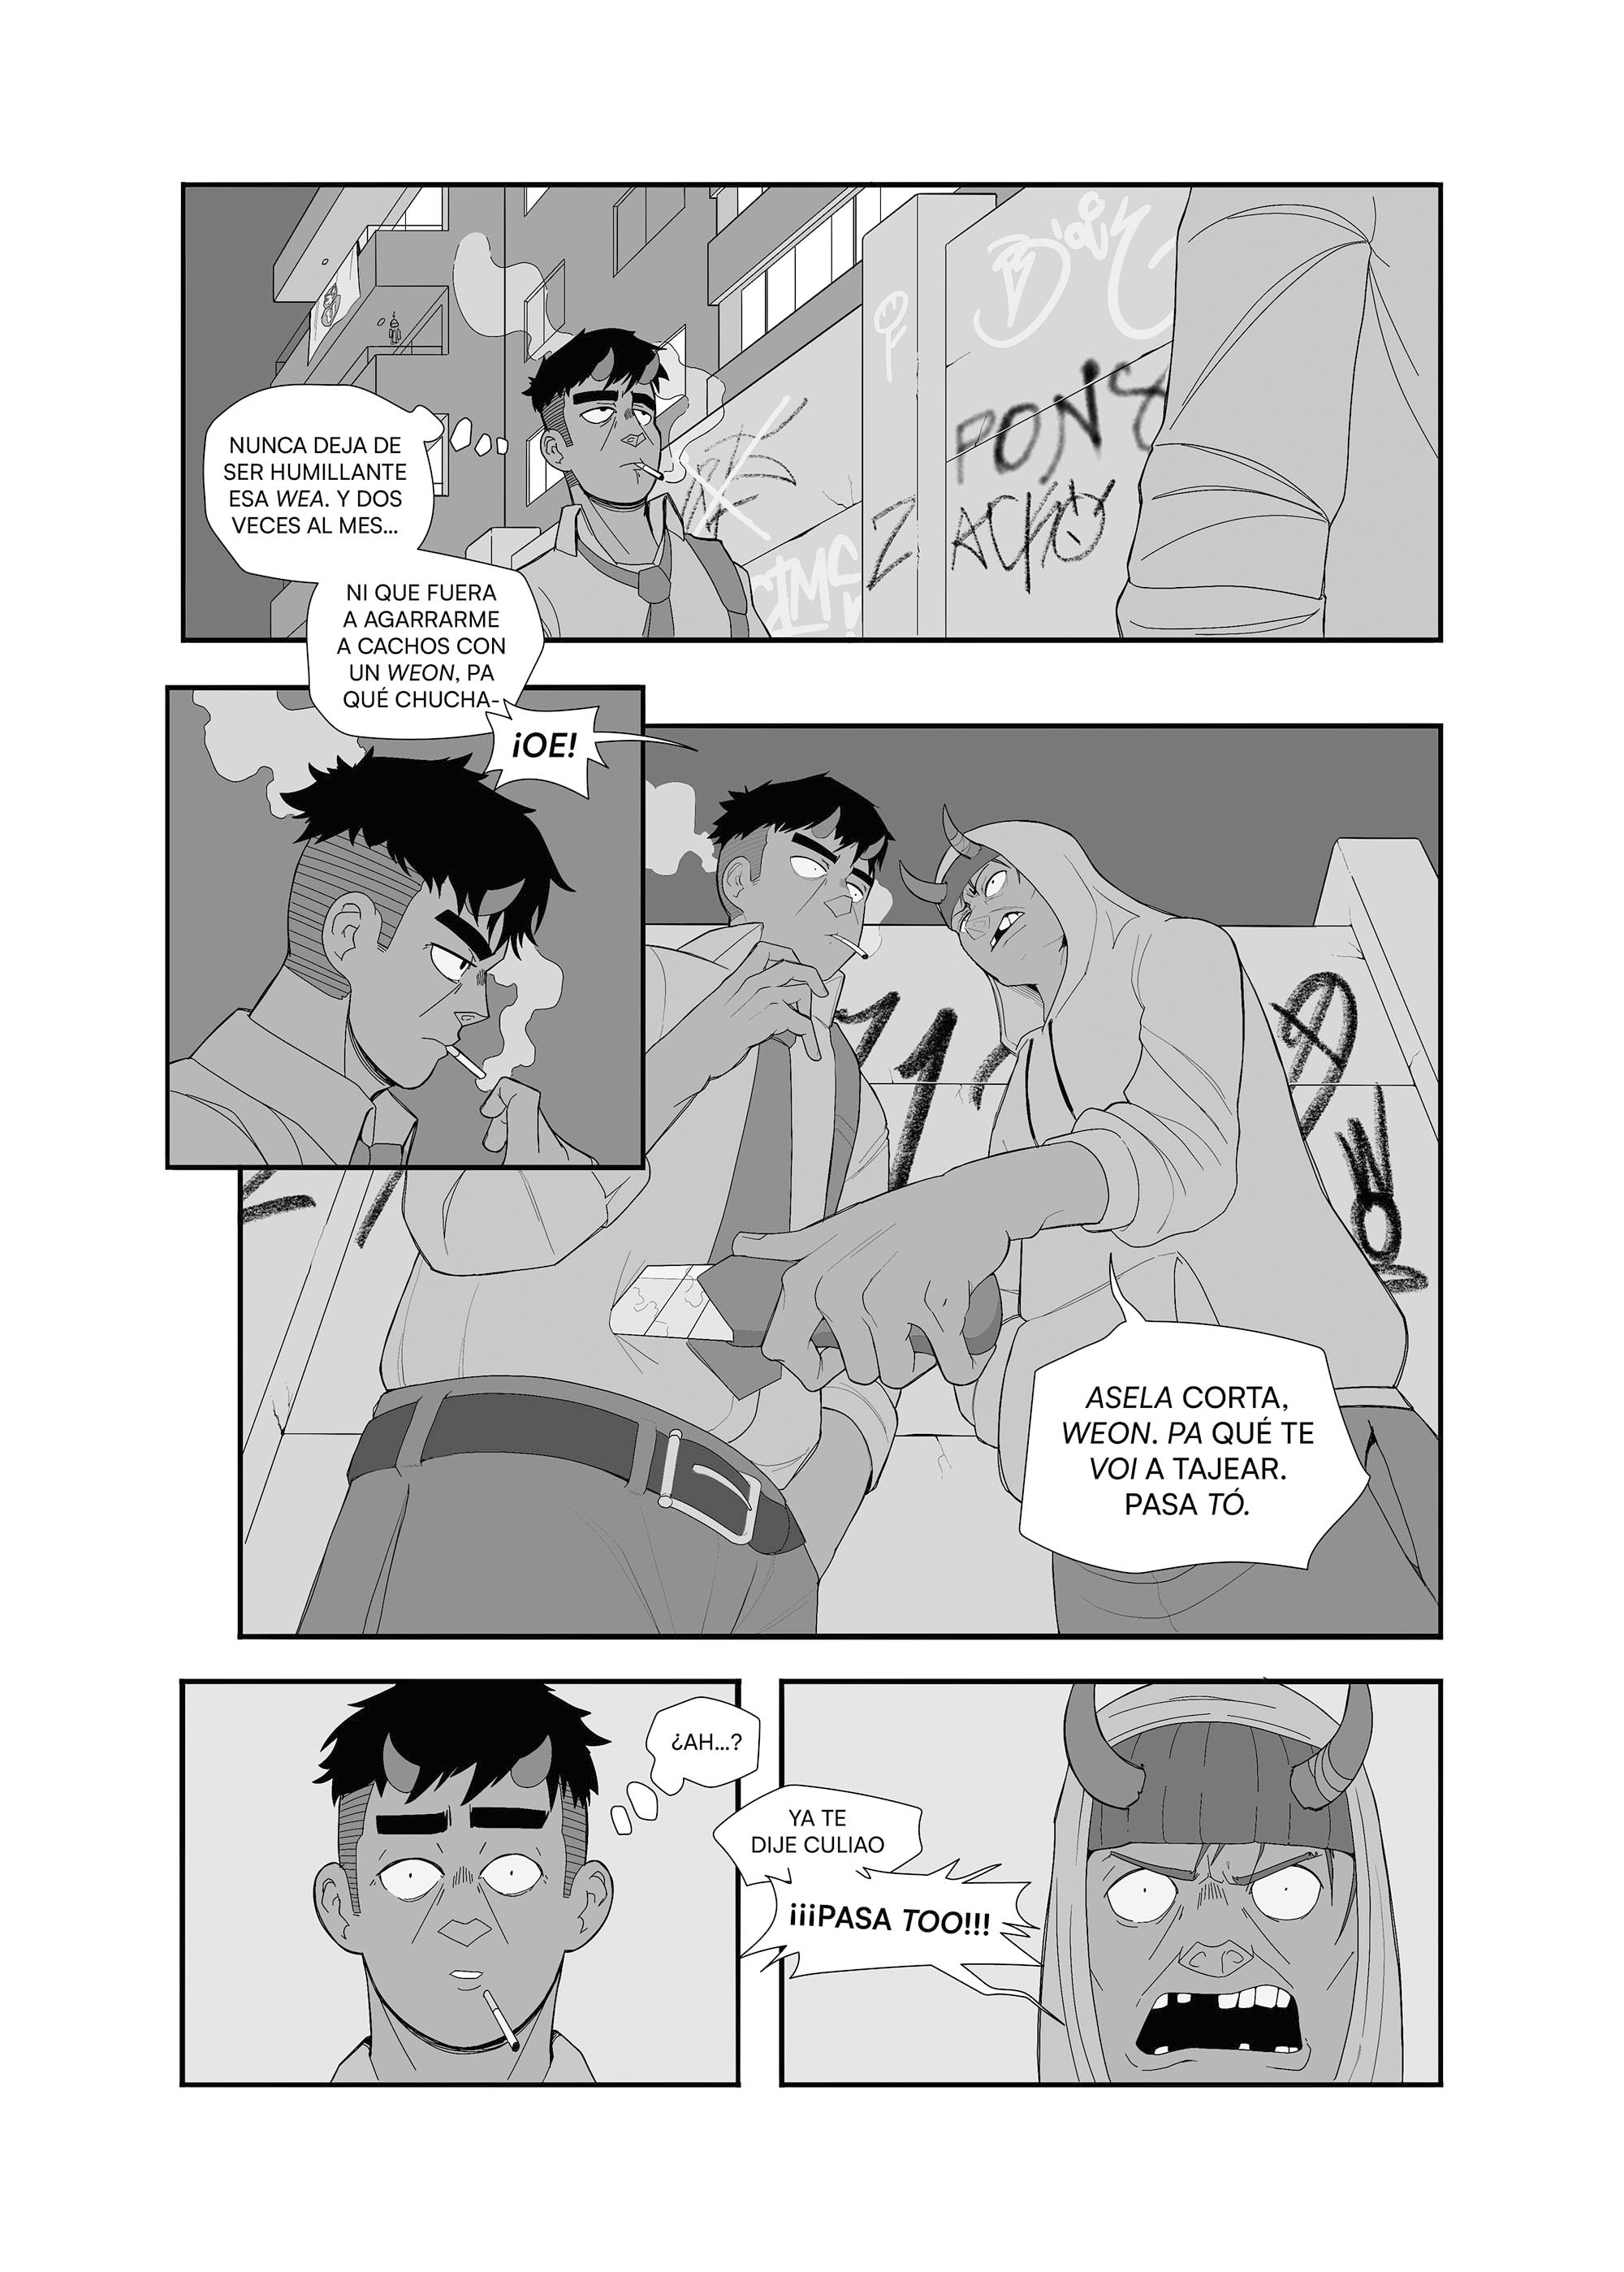 PONY
ZACKO
NUNCA DEJA DE
SER HUMILLANTE
ESA WEA. Y DOS
VECES AL MES...
NI QUE FUERA
A AGARRARME
A CACHOS CON
UN WEON, PA
QUÉ CHUCHA-
¡OE!
ASELA CORTA,
WEON. PA QUÉ TE
VOI A TAJEAR.
PASA TÓ.
¿AH...?
YA TE
DIJE CULIAO
¡¡¡PASA TOO!!!